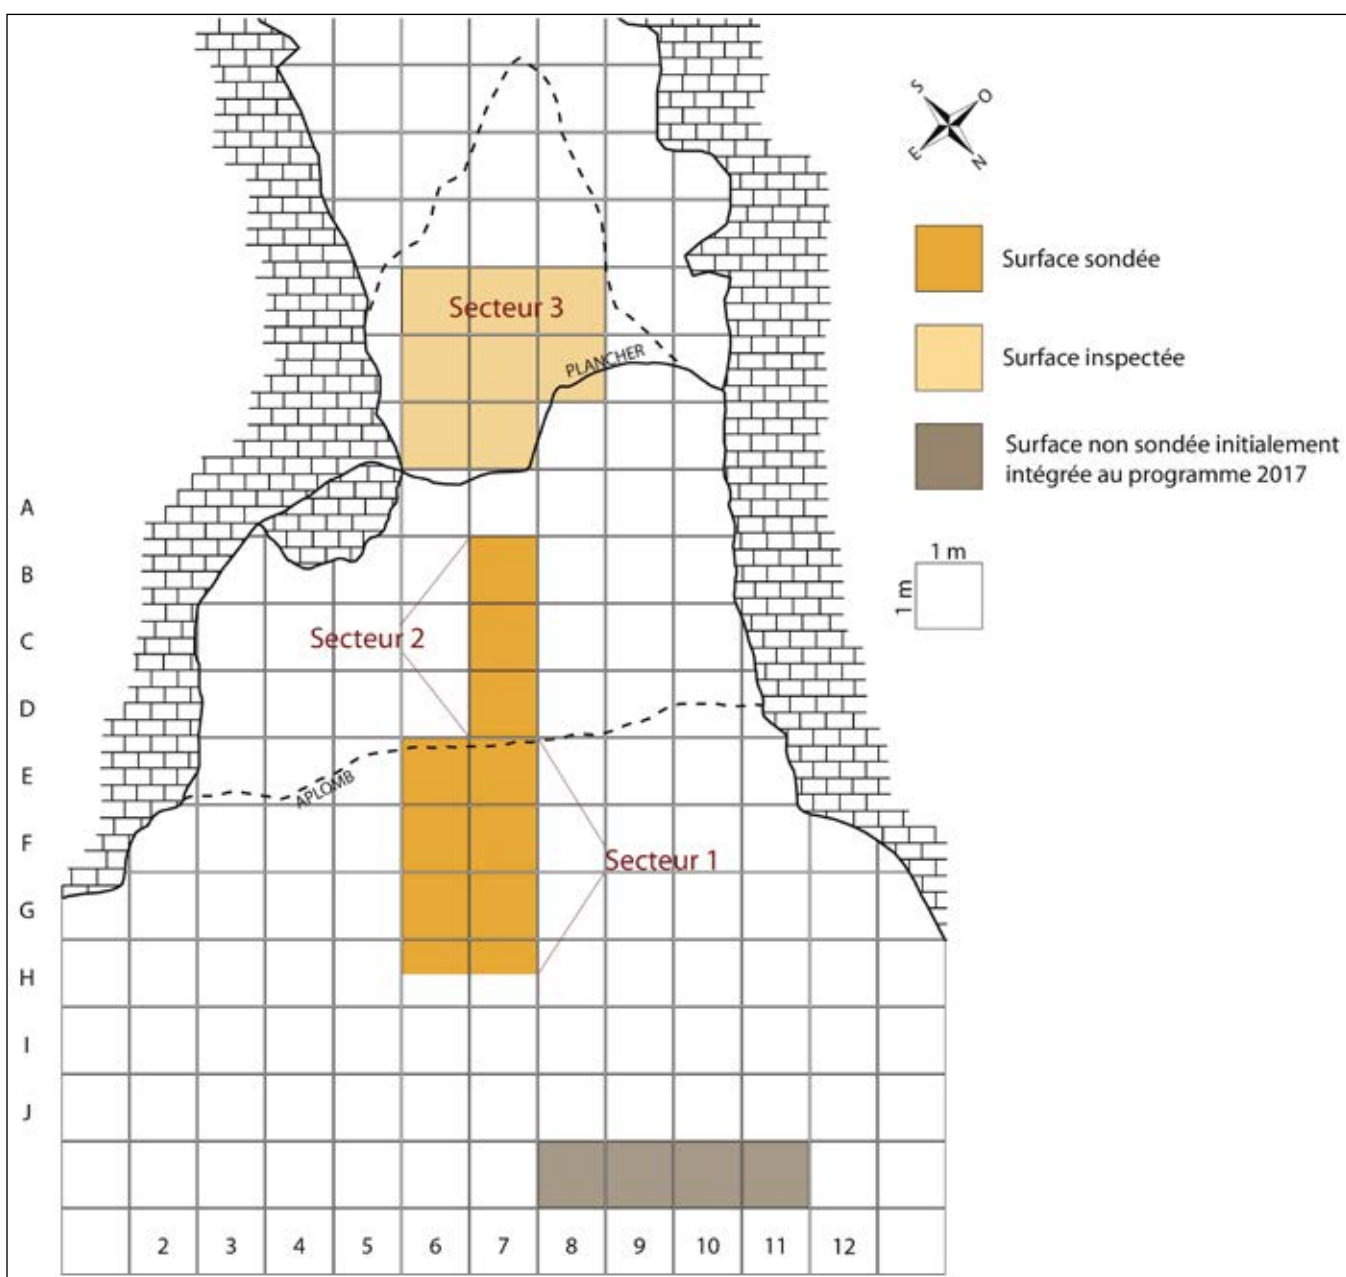 S
O
E
N
Surface sondée
Surface inspectée
Surface non sondée initialement
intégrée au programme 2017
1 m
1 m
Secteur 3
PLANCHER
A
B
Secteur 2
C
D
E
APLOMB
F
Secteur 1
G
H
I
J
2 3 4 5 6 7 8 9 10 11 12